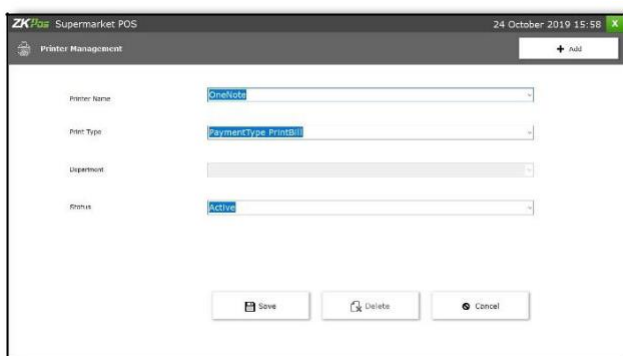 ZKPos Supermarket POS 24 October 2019 15:58 X
Printer Management + Add
Printer Name OneNote
Print Type PaymentType PrintBill
Department
Status Active
Save Delete Cancel